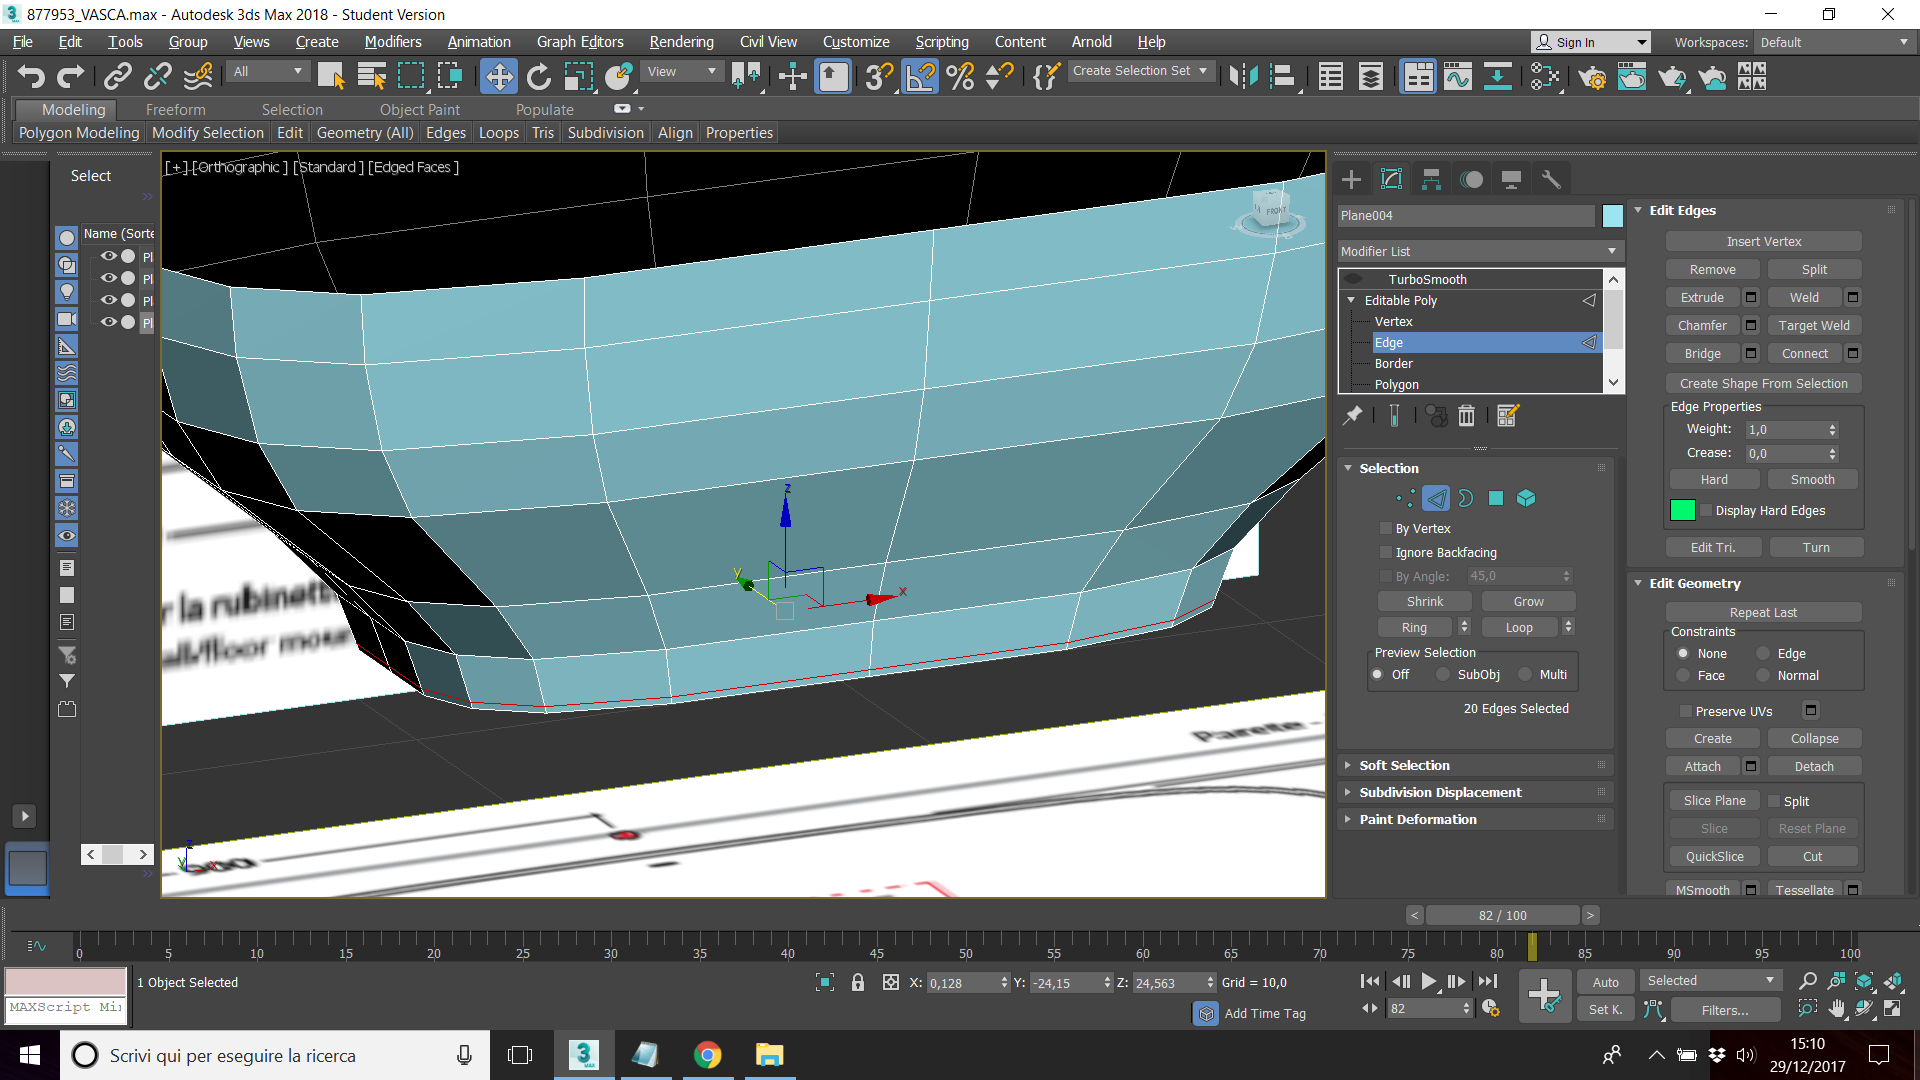 877953_VASCA.max - Autodesk 3ds Max 2018 - Student Version
File Edit Tools Group Views Create Modifiers Animation Graph Editors Rendering Civil View Customize Scripting Content Arnold Help
Sign In
Workspaces: Default
All
View
Create Selection Set
Modeling Freeform Selection Object Paint Populate
Polygon Modeling Modify Selection Edit Geometry (All) Edges Loops Tris Subdivision Align Properties
Select
Name (Sorte
Pl
Pl
Pl
Pl
[+] [Orthographic ] [Standard ] [Edged Faces ]
FRONT
z
y
x
r la rubinett
all/floor moun
Parete -
Plane004
Modifier List
TurboSmooth
Editable Poly
Vertex
Edge
Border
Polygon
Selection
By Vertex
Ignore Backfacing
By Angle: 45,0
Shrink Grow
Ring Loop
Preview Selection
Off SubObj Multi
20 Edges Selected
Soft Selection
Subdivision Displacement
Paint Deformation
Edit Edges
Insert Vertex
Remove Split
Extrude Weld
Chamfer Target Weld
Bridge Connect
Create Shape From Selection
Edge Properties
Weight: 1,0
Crease: 0,0
Hard Smooth
Display Hard Edges
Edit Tri. Turn
Edit Geometry
Repeat Last
Constraints
None Edge
Face Normal
Preserve UVs
Create Collapse
Attach Detach
Slice Plane Split
Slice Reset Plane
QuickSlice Cut
MSmooth Tessellate
< 82 / 100 >
0 5 10 15 20 25 30 35 40 45 50 55 60 65 70 75 80 85 90 95 100
MAXScript Mi
1 Object Selected
X: 0,128 Y: -24,15 Z: 24,563 Grid = 10,0
Add Time Tag
82
Auto
Selected
Set K.
Filters...
3
MAX
Scrivi qui per eseguire la ricerca
15:10
29/12/2017